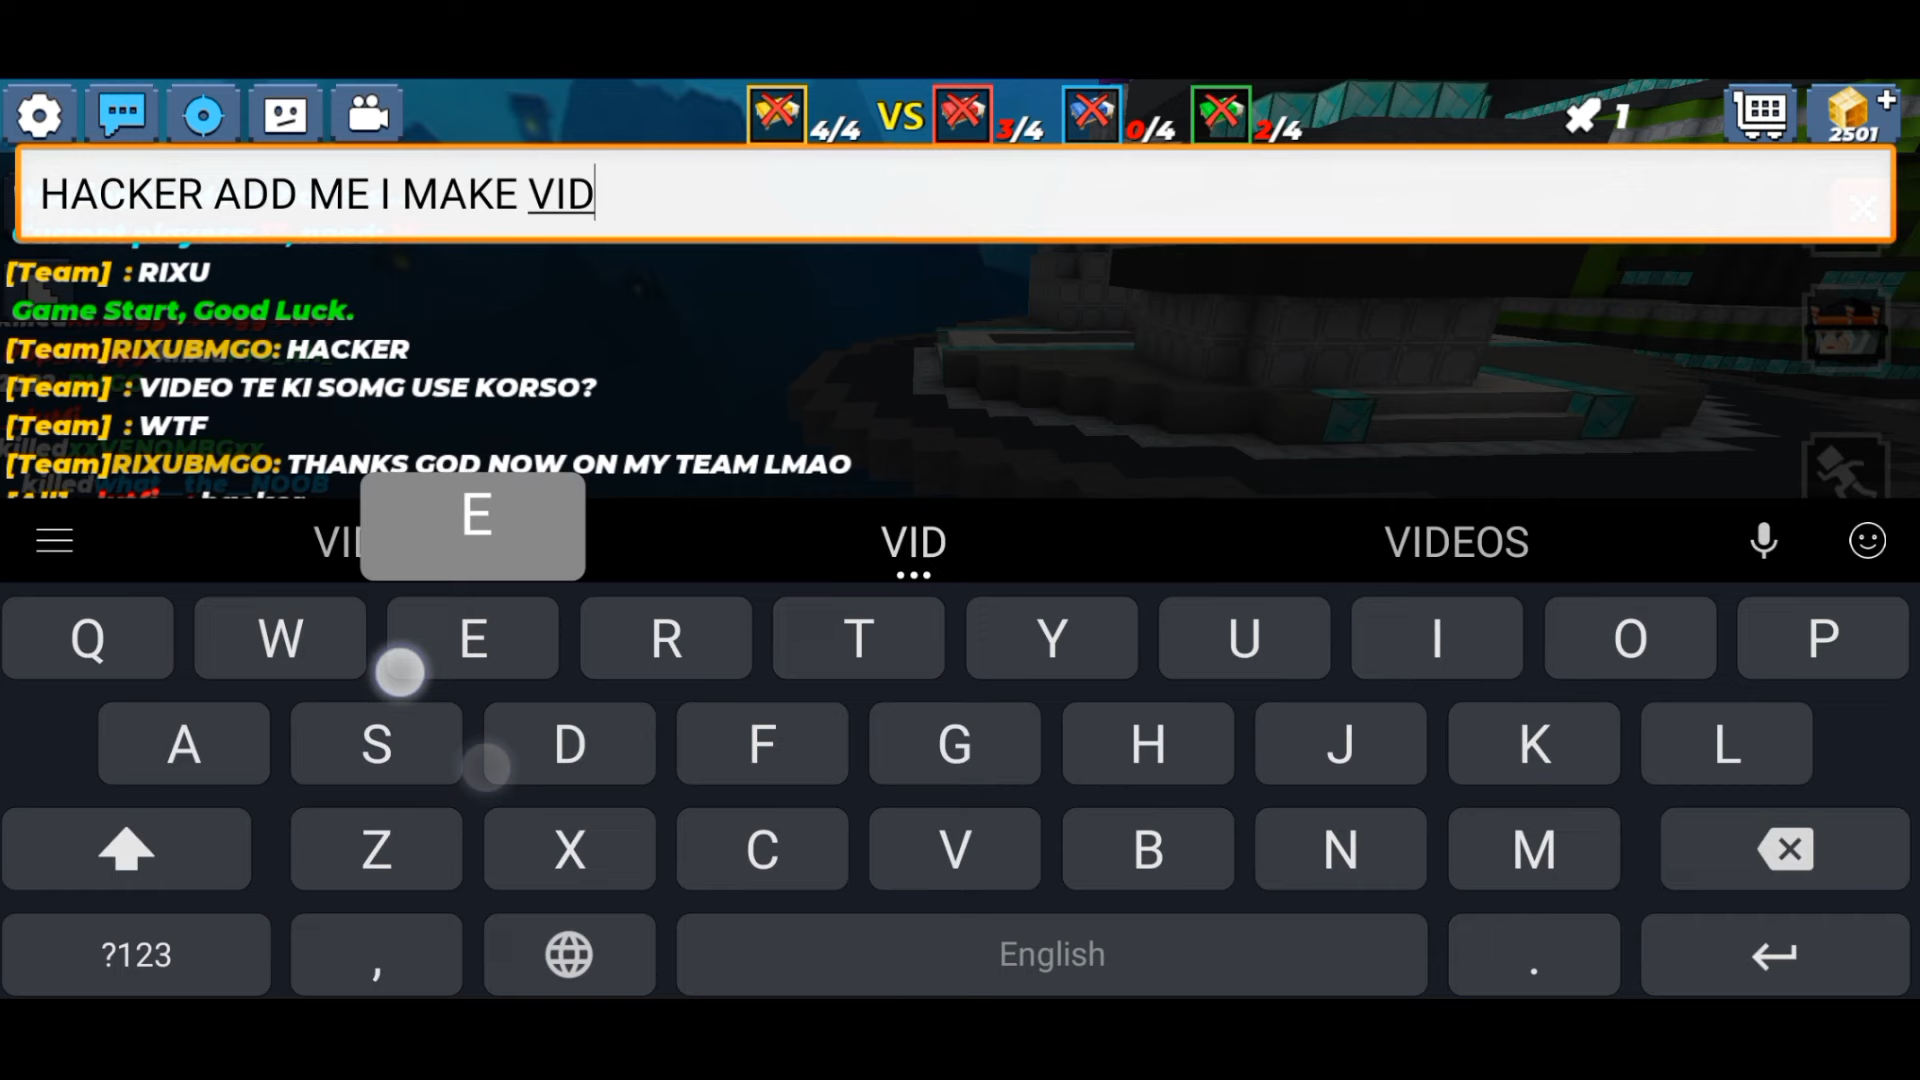 4/4 VS 3/4 0/4 2/4 1 2501
HACKER ADD ME I MAKE VID
[Team] : RIXU
Game Start, Good Luck.
[Team]RIXUBMGO: HACKER
[Team] : VIDEO TE KI SOMG USE KORSO?
[Team] : WTF
[Team]RIXUBMGO: THANKS GOD NOW ON MY TEAM LMAO
E
VID VIDEOS
Q W E R T Y U I O P
A S D F G H J K L
Z X C V B N M
?123 , English .